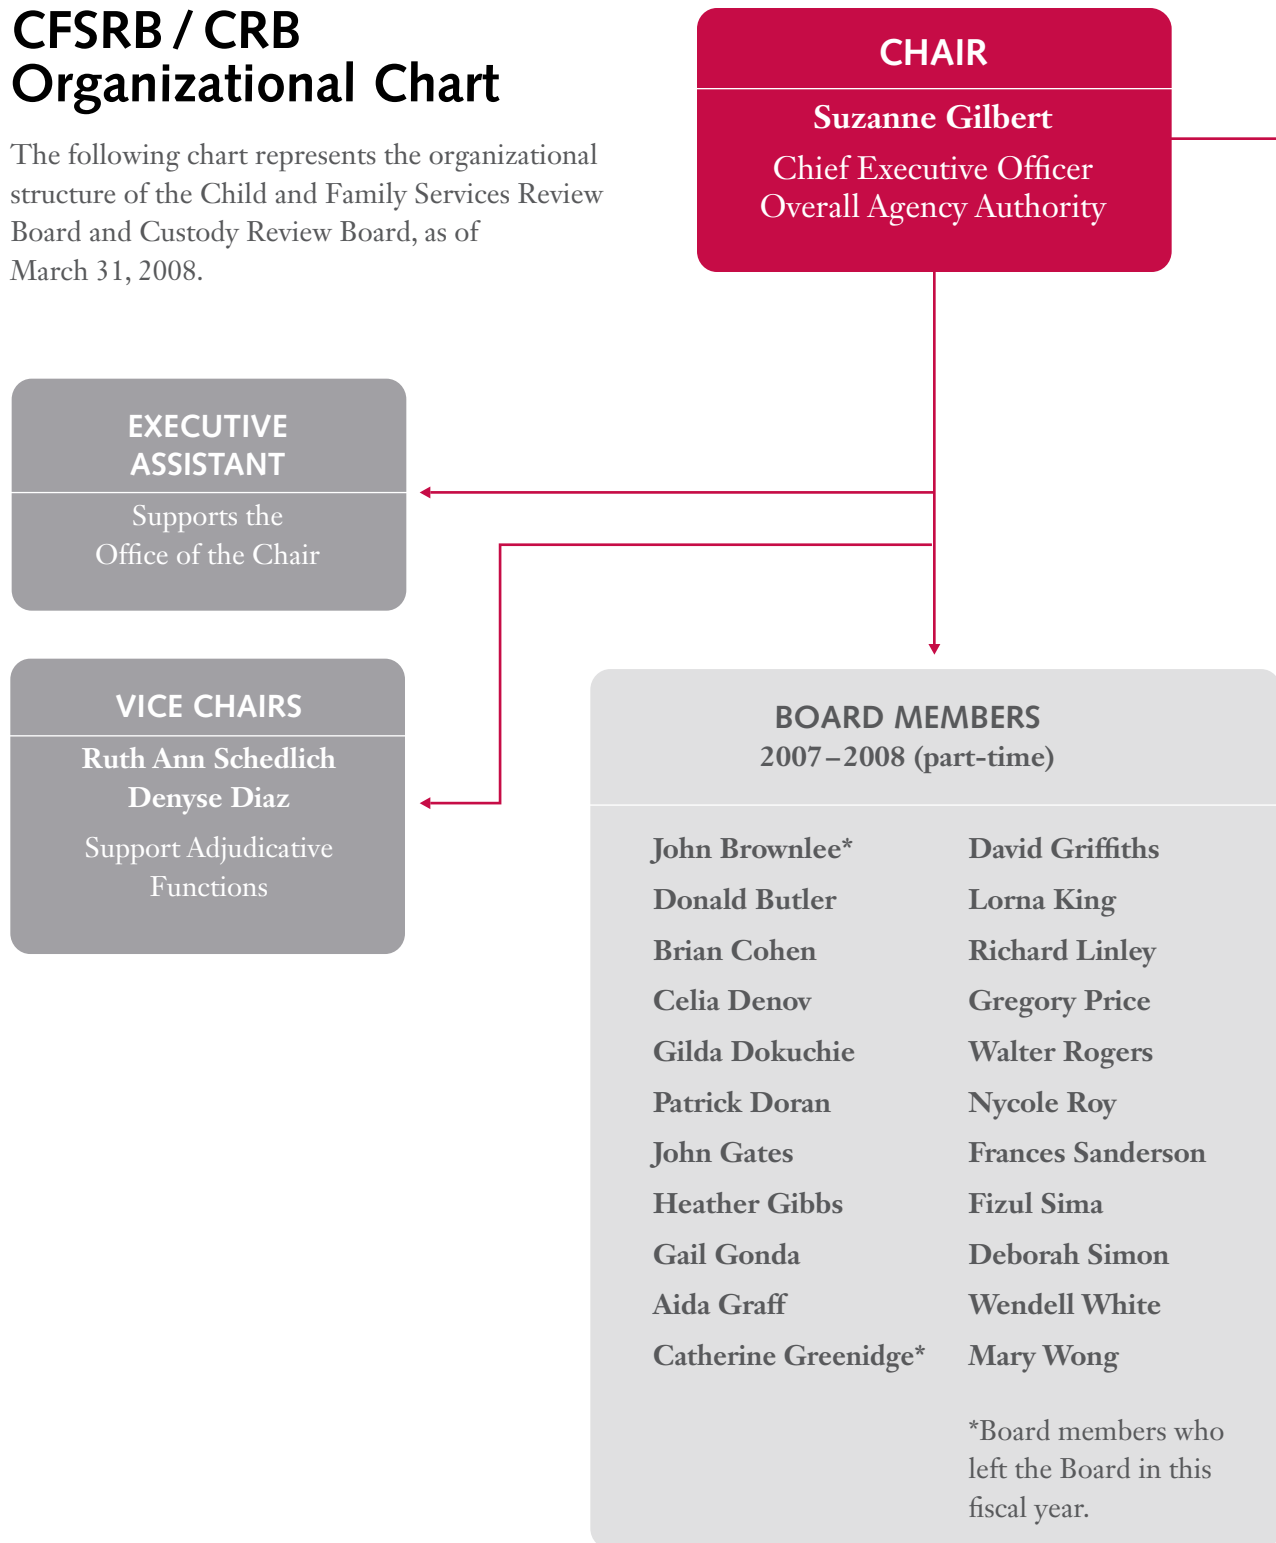 CFSRB / CRB
Organizational Chart
The following chart represents the organizational
structure of the Child and Family Services Review
Board and Custody Review Board, as of
March 31, 2008.
CHAIR
Suzanne Gilbert
Chief Executive Officer
Overall Agency Authority
EXECUTIVE
ASSISTANT
Supports the
Office of the Chair
VICE CHAIRS
Ruth Ann Schedlich
Denyse Diaz
Support Adjudicative
Functions
BOARD MEMBERS
2007–2008 (part-time)
John Brownlee*
Donald Butler
Brian Cohen
Celia Denov
Gilda Dokuchie
Patrick Doran
John Gates
Heather Gibbs
Gail Gonda
Aida Graff
Catherine Greenidge*
David Griffiths
Lorna King
Richard Linley
Gregory Price
Walter Rogers
Nycole Roy
Frances Sanderson
Fizul Sima
Deborah Simon
Wendell White
Mary Wong
*Board members who
left the Board in this
fiscal year.